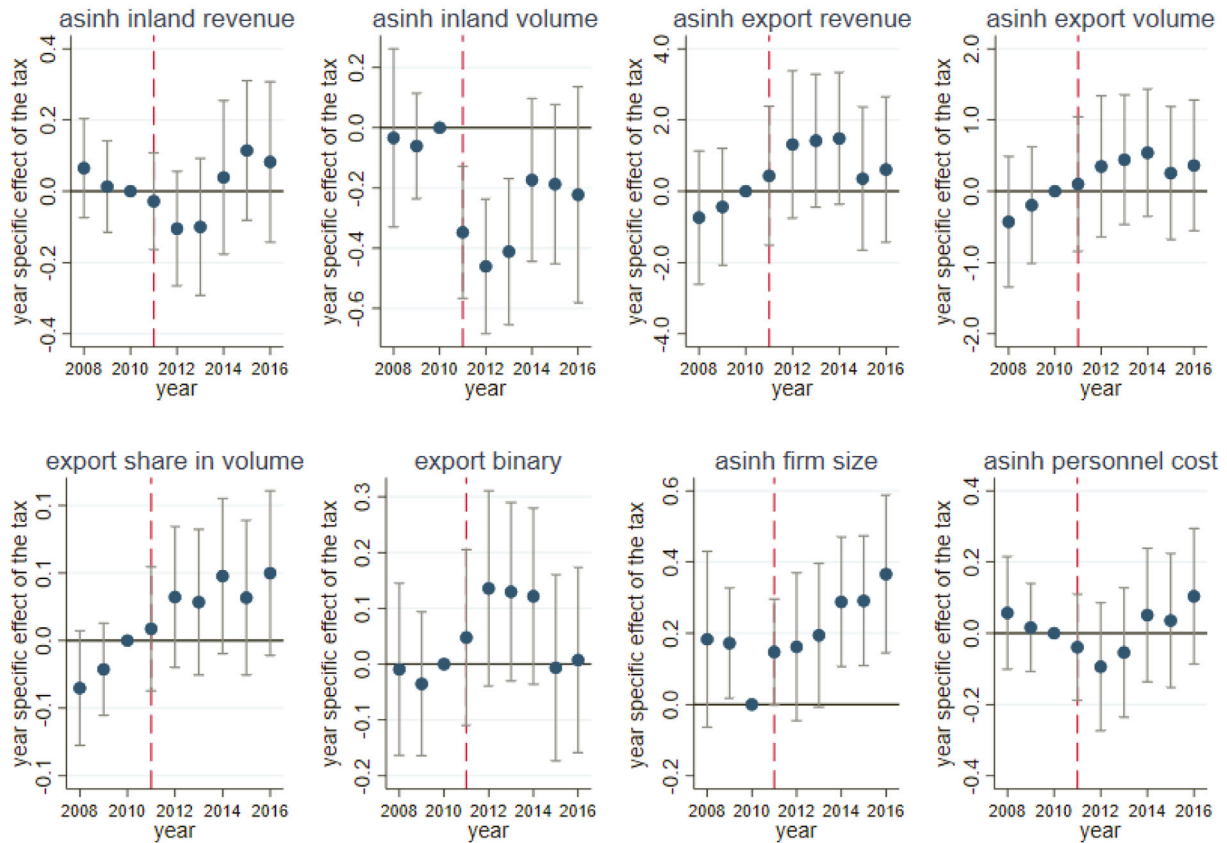 asinh inland revenue
year specific effect of the tax
0.4
0.2
0.0
-0.2
-0.4
2008 2010 2012 2014 2016
year
asinh inland volume
year specific effect of the tax
0.2
0.0
-0.2
-0.4
-0.6
2008 2010 2012 2014 2016
year
asinh export revenue
year specific effect of the tax
4.0
2.0
0.0
-2.0
-4.0
2008 2010 2012 2014 2016
year
asinh export volume
year specific effect of the tax
2.0
1.0
0.0
-1.0
-2.0
2008 2010 2012 2014 2016
year
export share in volume
year specific effect of the tax
0.1
0.1
0.0
-0.1
-0.1
2008 2010 2012 2014 2016
year
export binary
year specific effect of the tax
0.3
0.2
0.1
0.0
-0.1
-0.2
2008 2010 2012 2014 2016
year
asinh firm size
year specific effect of the tax
0.6
0.4
0.2
0.0
-0.2
2008 2010 2012 2014 2016
year
asinh personnel cost
year specific effect of the tax
0.4
0.2
0.0
-0.2
-0.4
2008 2010 2012 2014 2016
year